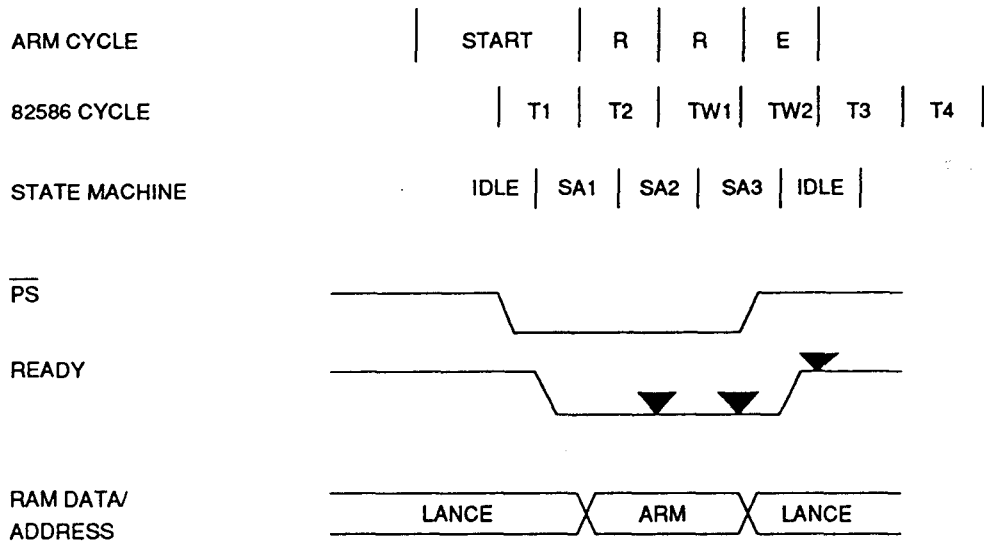 ARM CYCLE START R R E
82586 CYCLE T1 T2 TW1 TW2 T3 T4
STATE MACHINE IDLE SA1 SA2 SA3 IDLE
PS
READY
RAM DATA/
ADDRESS LANCE ARM LANCE